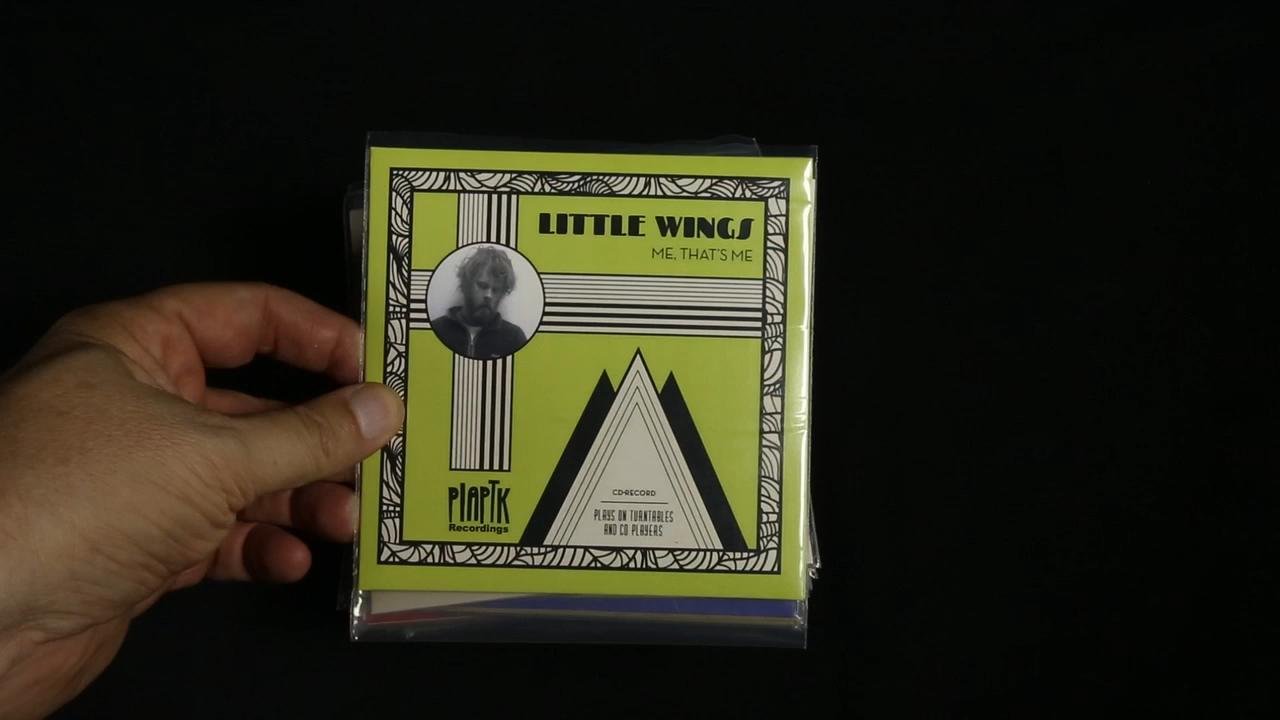 LITTLE WINGS
ME, THAT'S ME
CD-RECORD
PLAYS ON TURNTABLES
AND CD PLAYERS
PIAPTK
Recordings